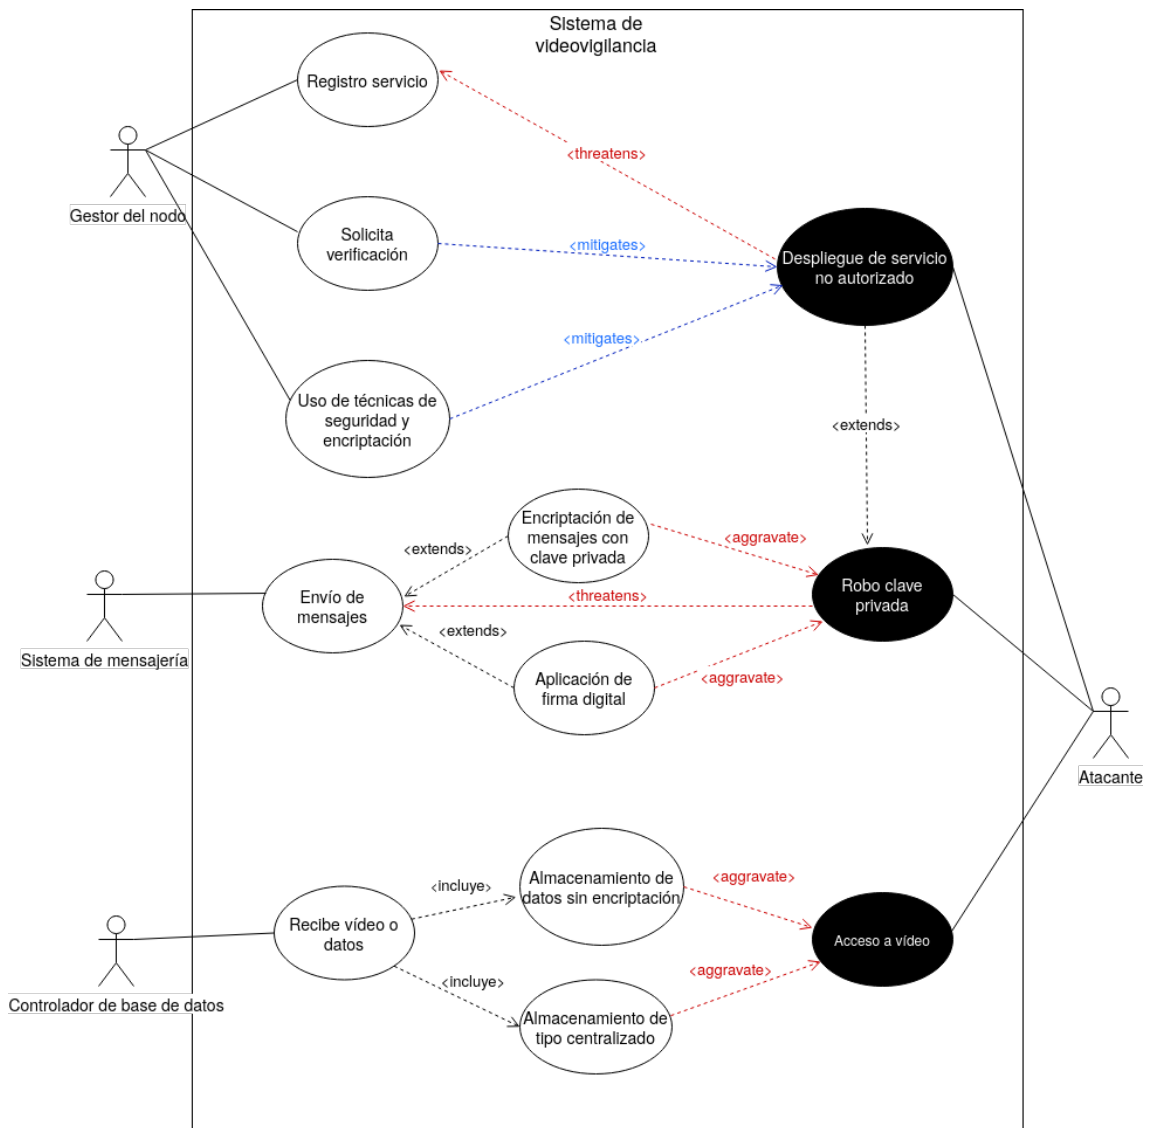 Sistema de
videovigilancia
Registro servicio
<threatens>
Gestor del nodo
Solicita
verificación
<mitigates>
Despliegue de servicio
no autorizado
<mitigates>
Uso de técnicas de
seguridad y
encriptación
<extends>
Encriptación de
mensajes con
clave privada
<aggravate>
<extends>
Envío de
mensajes
<threatens>
Robo clave
privada
<extends>
Sistema de mensajería
Aplicación de
firma digital
<aggravate>
Atacante
Almacenamiento de
datos sin encriptación
<aggravate>
<incluye>
Recibe vídeo o
datos
Acceso a vídeo
<aggravate>
<incluye>
Controlador de base de datos
Almacenamiento de
tipo centralizado